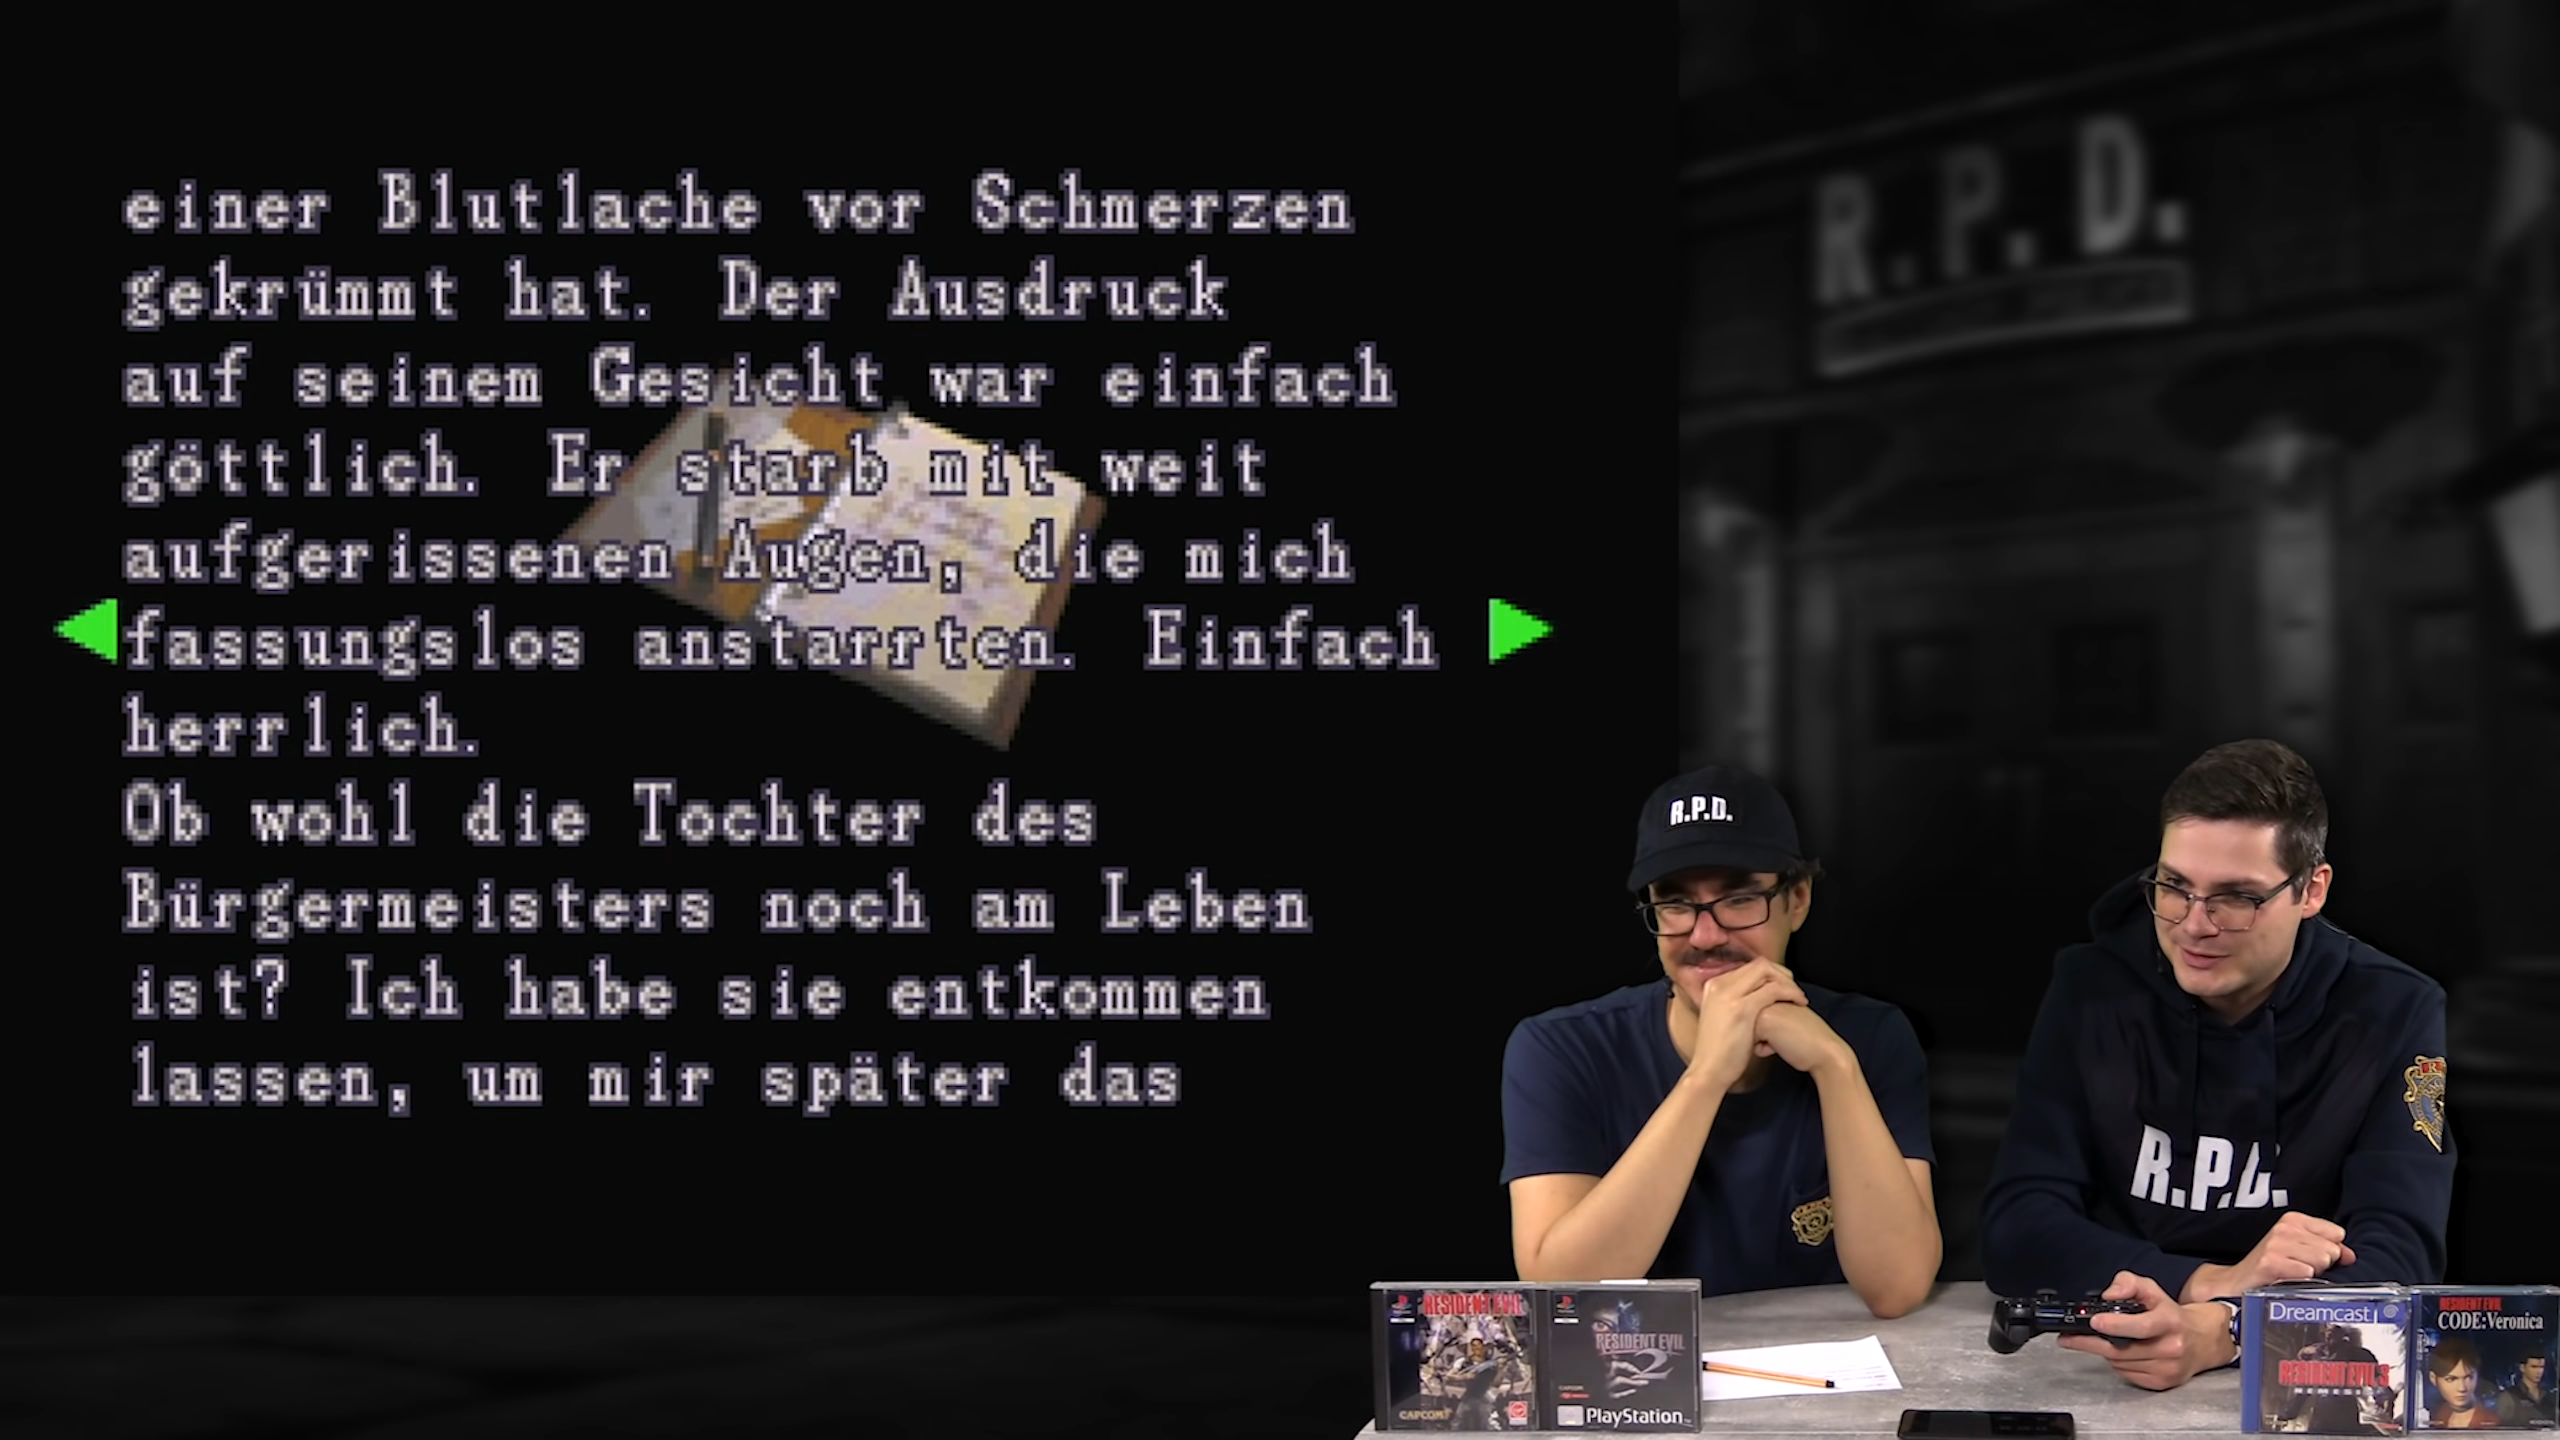 einer Blutlache vor Schmerzen
gekrümmt hat. Der Ausdruck
auf seinem Gesicht war einfach
göttlich. Er starb mit weit
aufgerissenen Augen, die mich
fassungslos anstarrten. Einfach
herrlich.
Ob wohl die Tochter des
Bürgermeisters noch am Leben
ist? Ich habe sie entkommen
lassen, um mir später das
R.P.D.
R.P.D.
R.P.D.
RESIDENT EVIL
CAPCOM
RESIDENT EVIL
2
PlayStation
Dreamcast
RESIDENT EVIL 3
NEMESIS
RESIDENT EVIL
CODE:Veronica